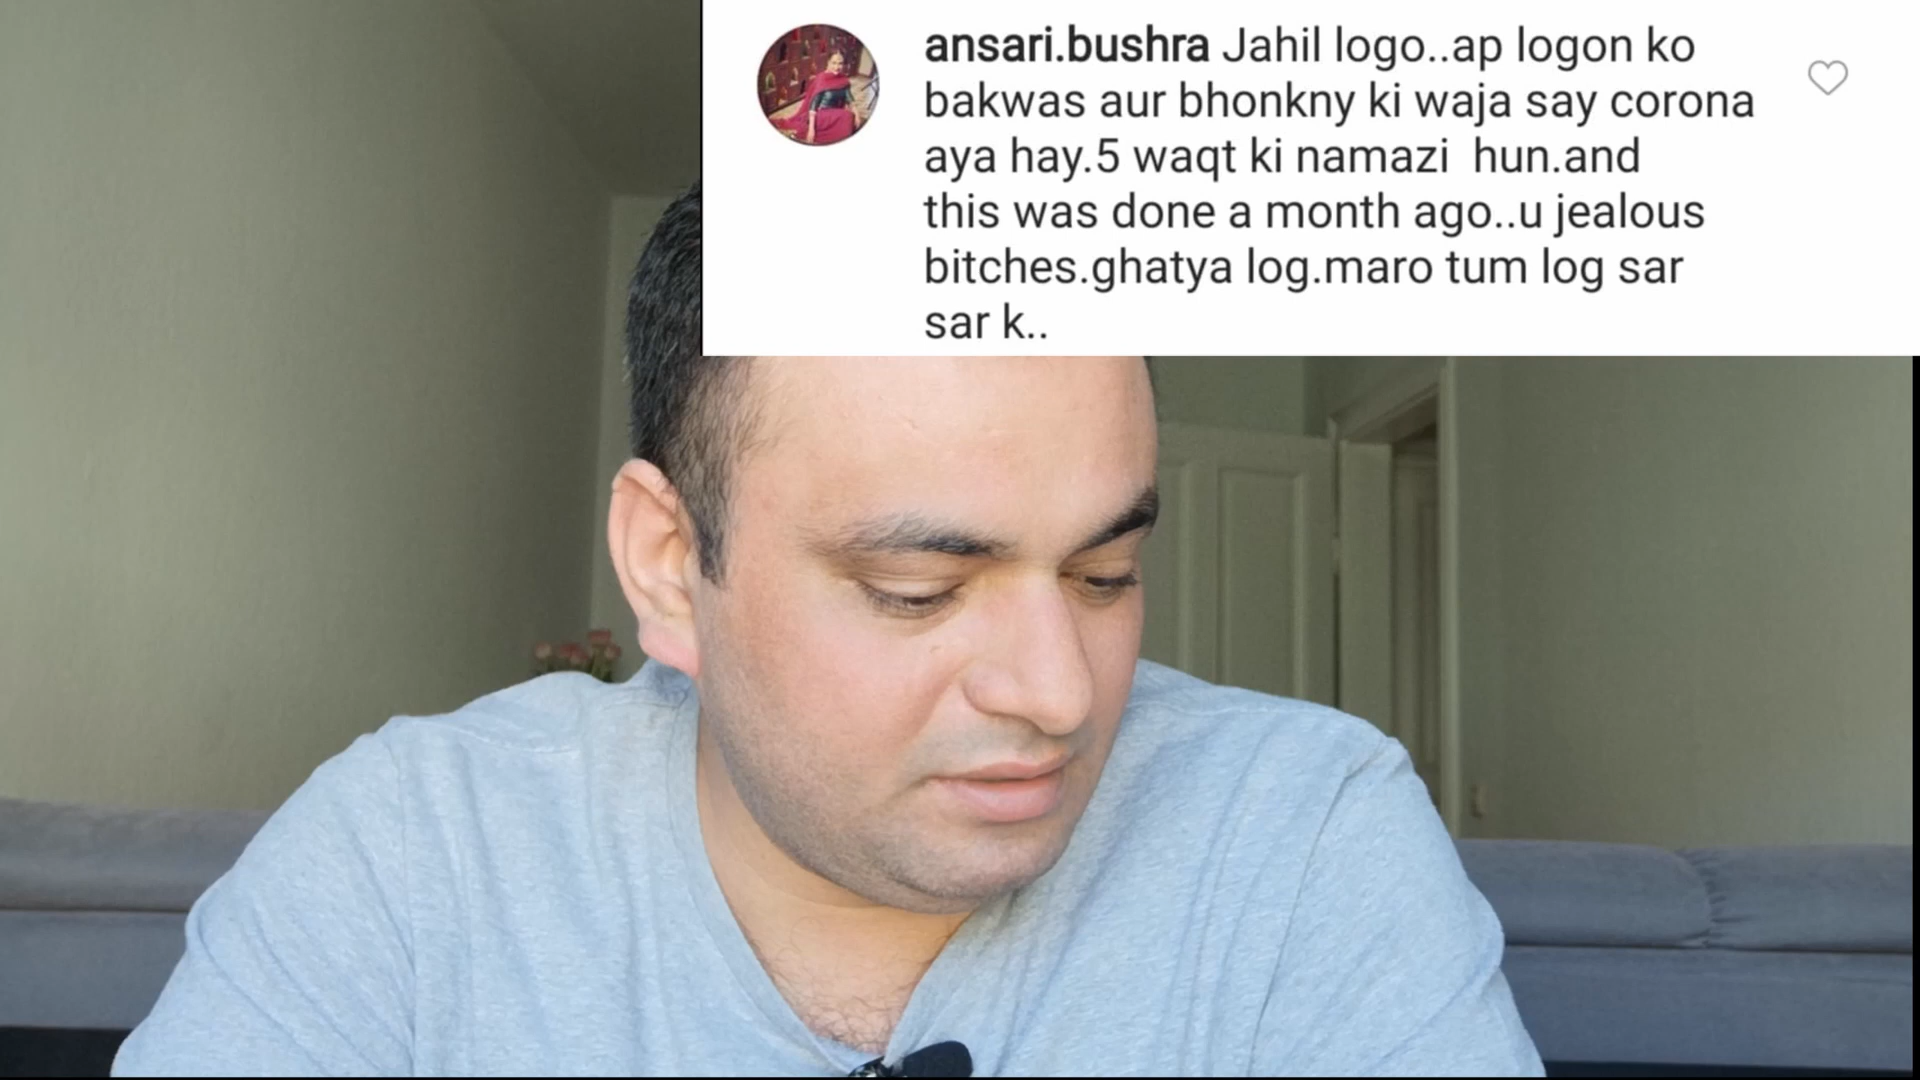 ansari.bushra Jahil logo..ap logon ko
bakwas aur bhonkny ki waja say corona
aya hay.5 waqt ki namazi hun.and
this was done a month ago..u jealous
bitches.ghatya log.maro tum log sar
sar k..